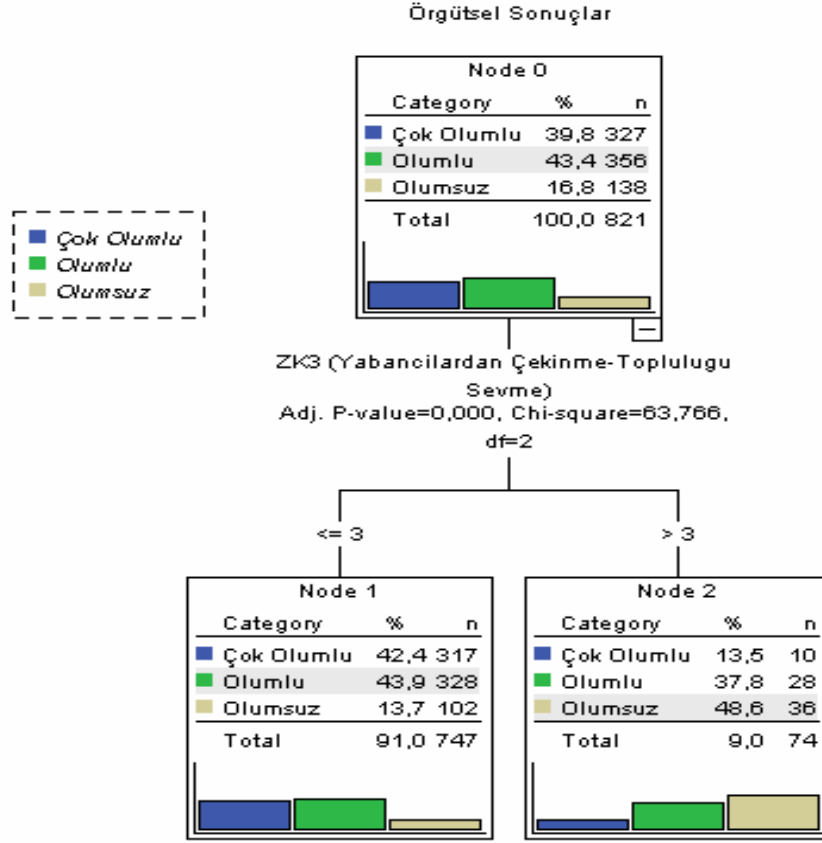 Örgütsel Sonuçlar
Node 0
Category % n
Çok Olumlu 39,8 327
Olumlu 43,4 356
Olumsuz 16,8 138
Total 100,0 821
Çok Olumlu
Olumlu
Olumsuz
ZK3 (Yabancilardan Çekinme-Toplulugu
Sevme)
Adj. P-value=0,000, Chi-square=63,766,
df=2
<= 3
> 3
Node 1
Category % n
Çok Olumlu 42,4 317
Olumlu 43,9 328
Olumsuz 13,7 102
Total 91,0 747
Node 2
Category % n
Çok Olumlu 13,5 10
Olumlu 37,8 28
Olumsuz 48,6 36
Total 9,0 74